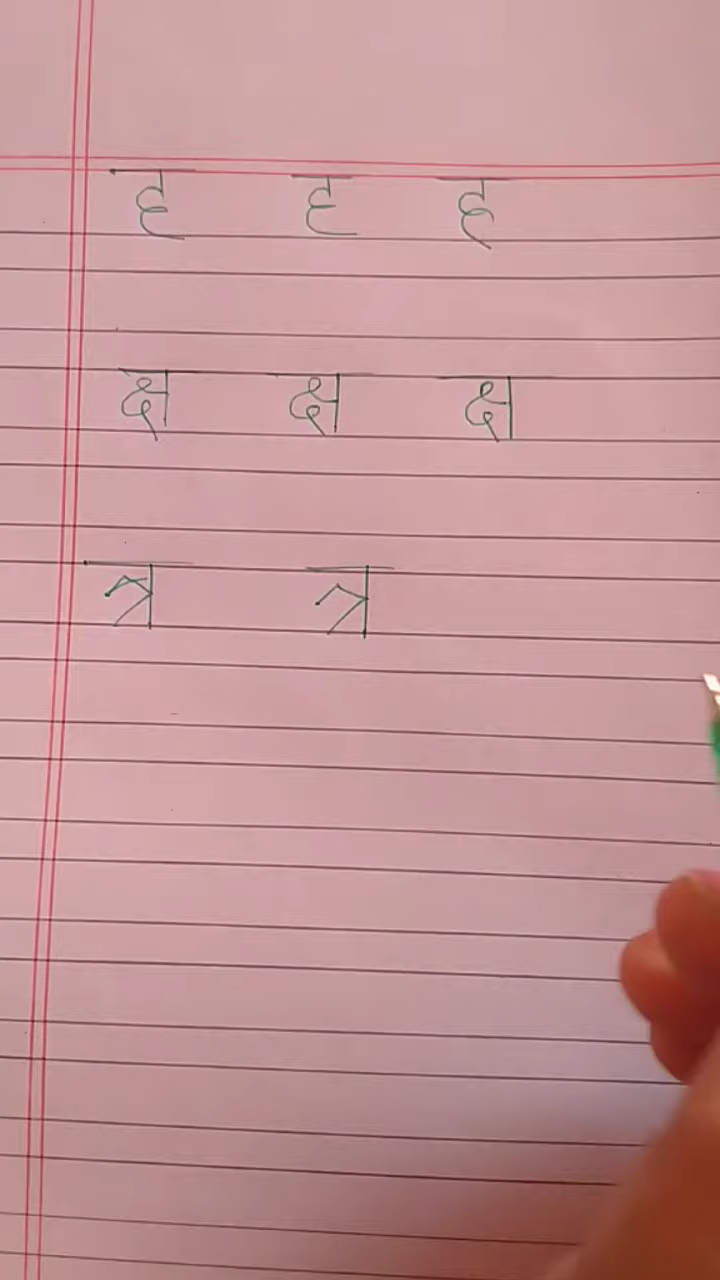 ह ह ह
क्ष क्ष क्ष
त्र त्र